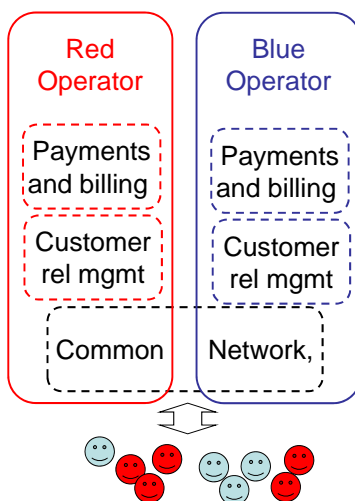 Red
Operator
Payments
and billing
Customer
rel mgmt
Blue
Operator
Payments
and billing
Customer
rel mgmt
Common Network,